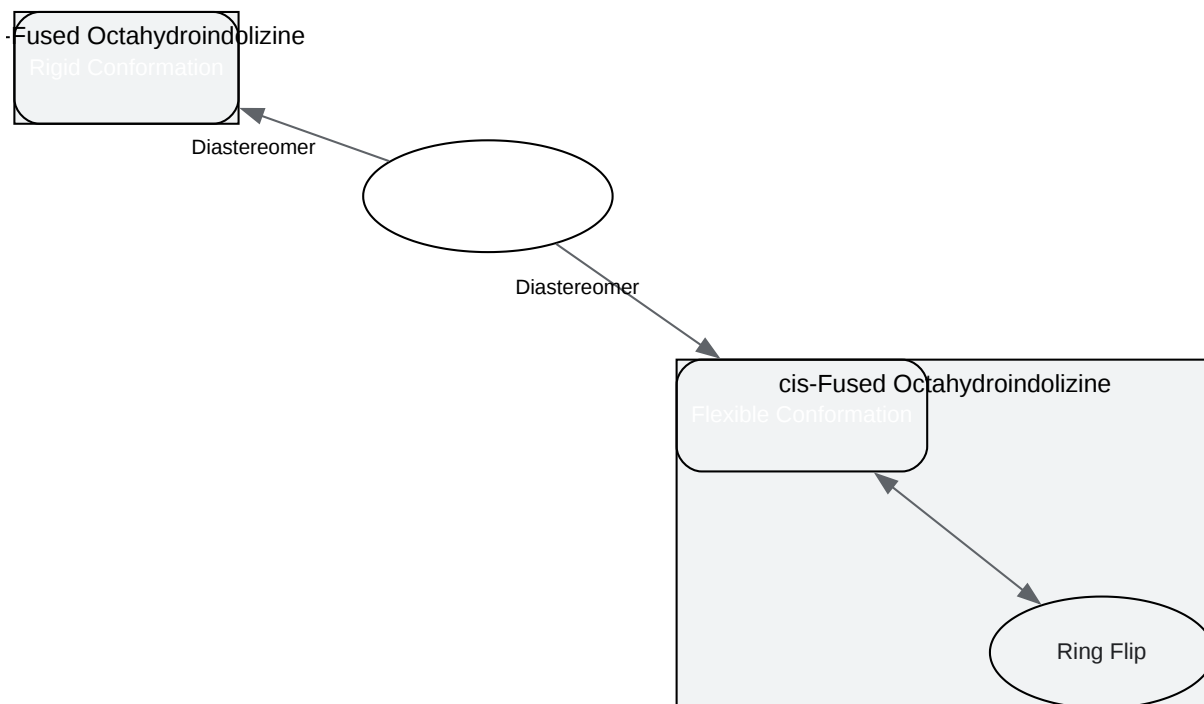 -Fused Octahydroindolizine
Rigid Conformation
Diastereomer
Diastereomer
cis-Fused Octahydroindolizine
Flexible Conformation
Ring Flip